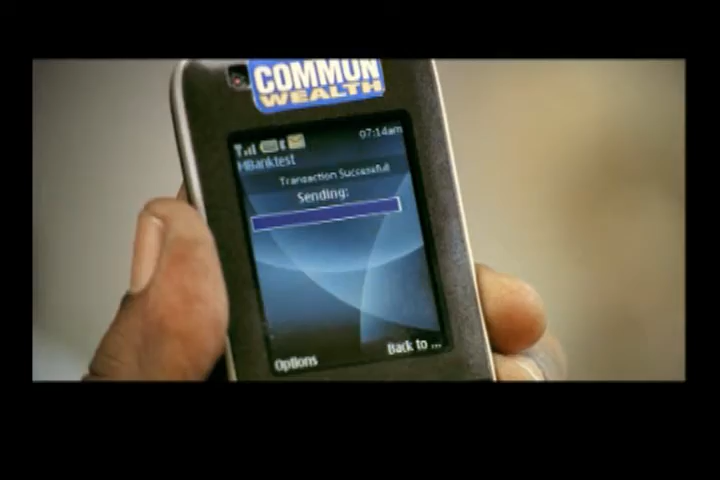 COMMON
WEALTH
07:14am
MBanktest
Transaction Successful
Sending:
Options
Back to ...